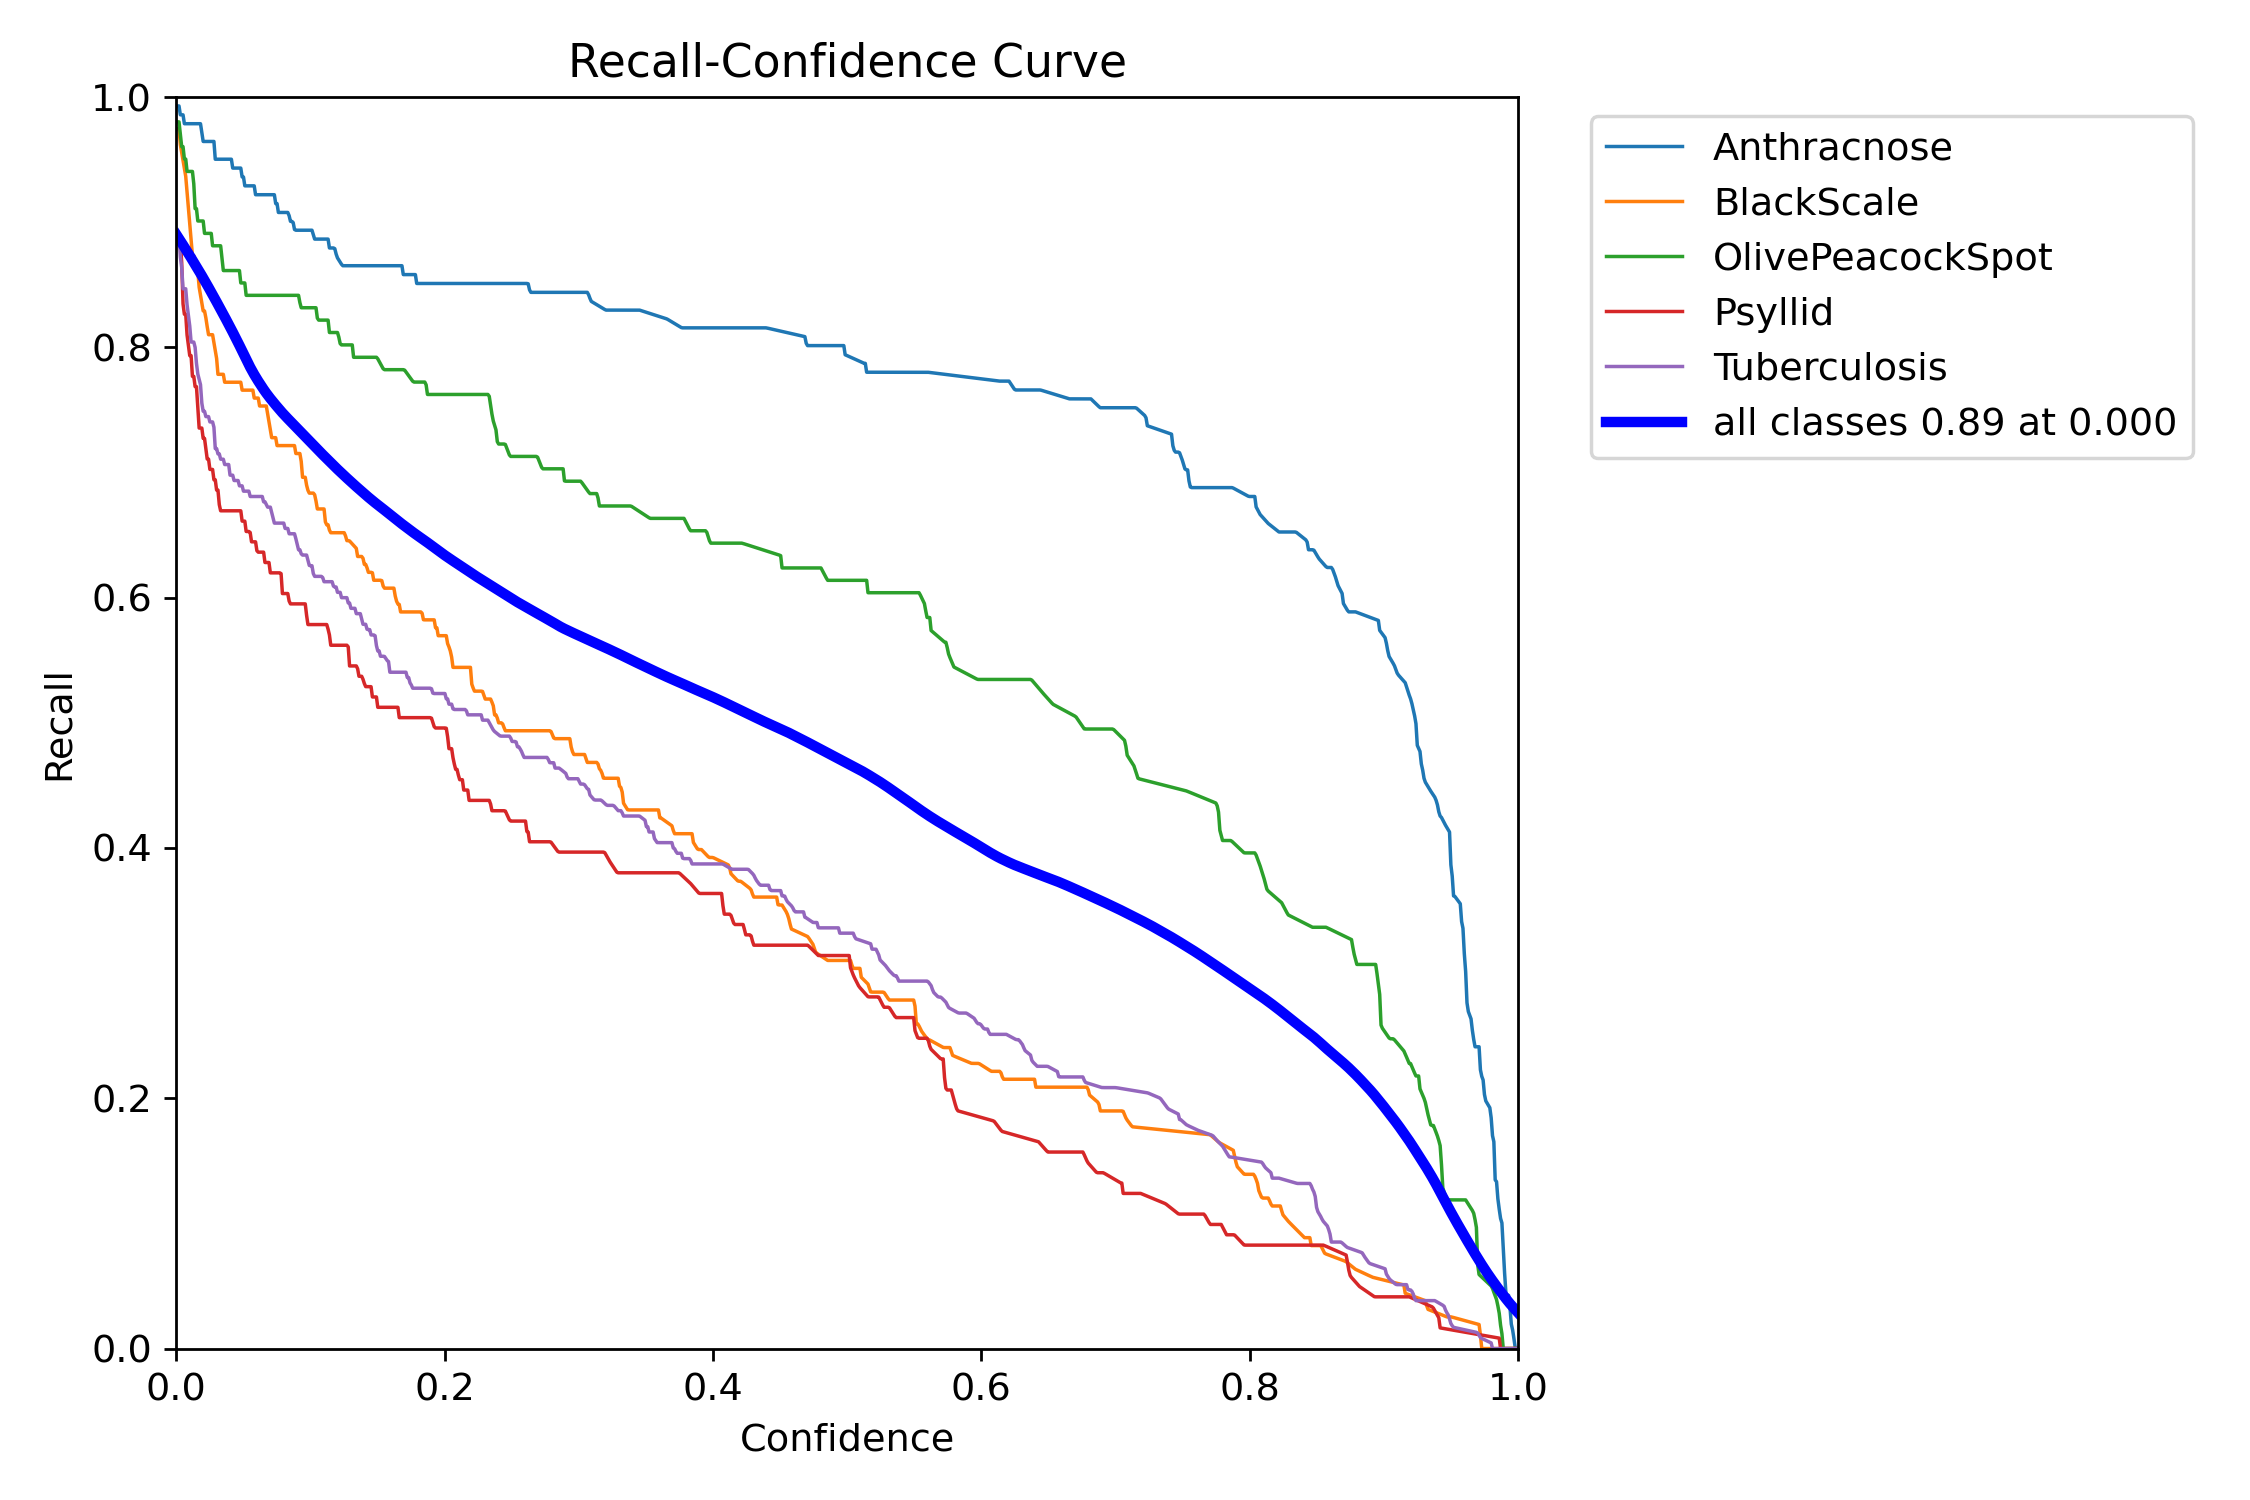 Recall-Confidence Curve
1.0
0.8
0.6
0.4
0.2
0.0
Recall
0.0 0.2 0.4 0.6 0.8 1.0
Confidence
Anthracnose
BlackScale
OlivePeacockSpot
Psyllid
Tuberculosis
all classes 0.89 at 0.000